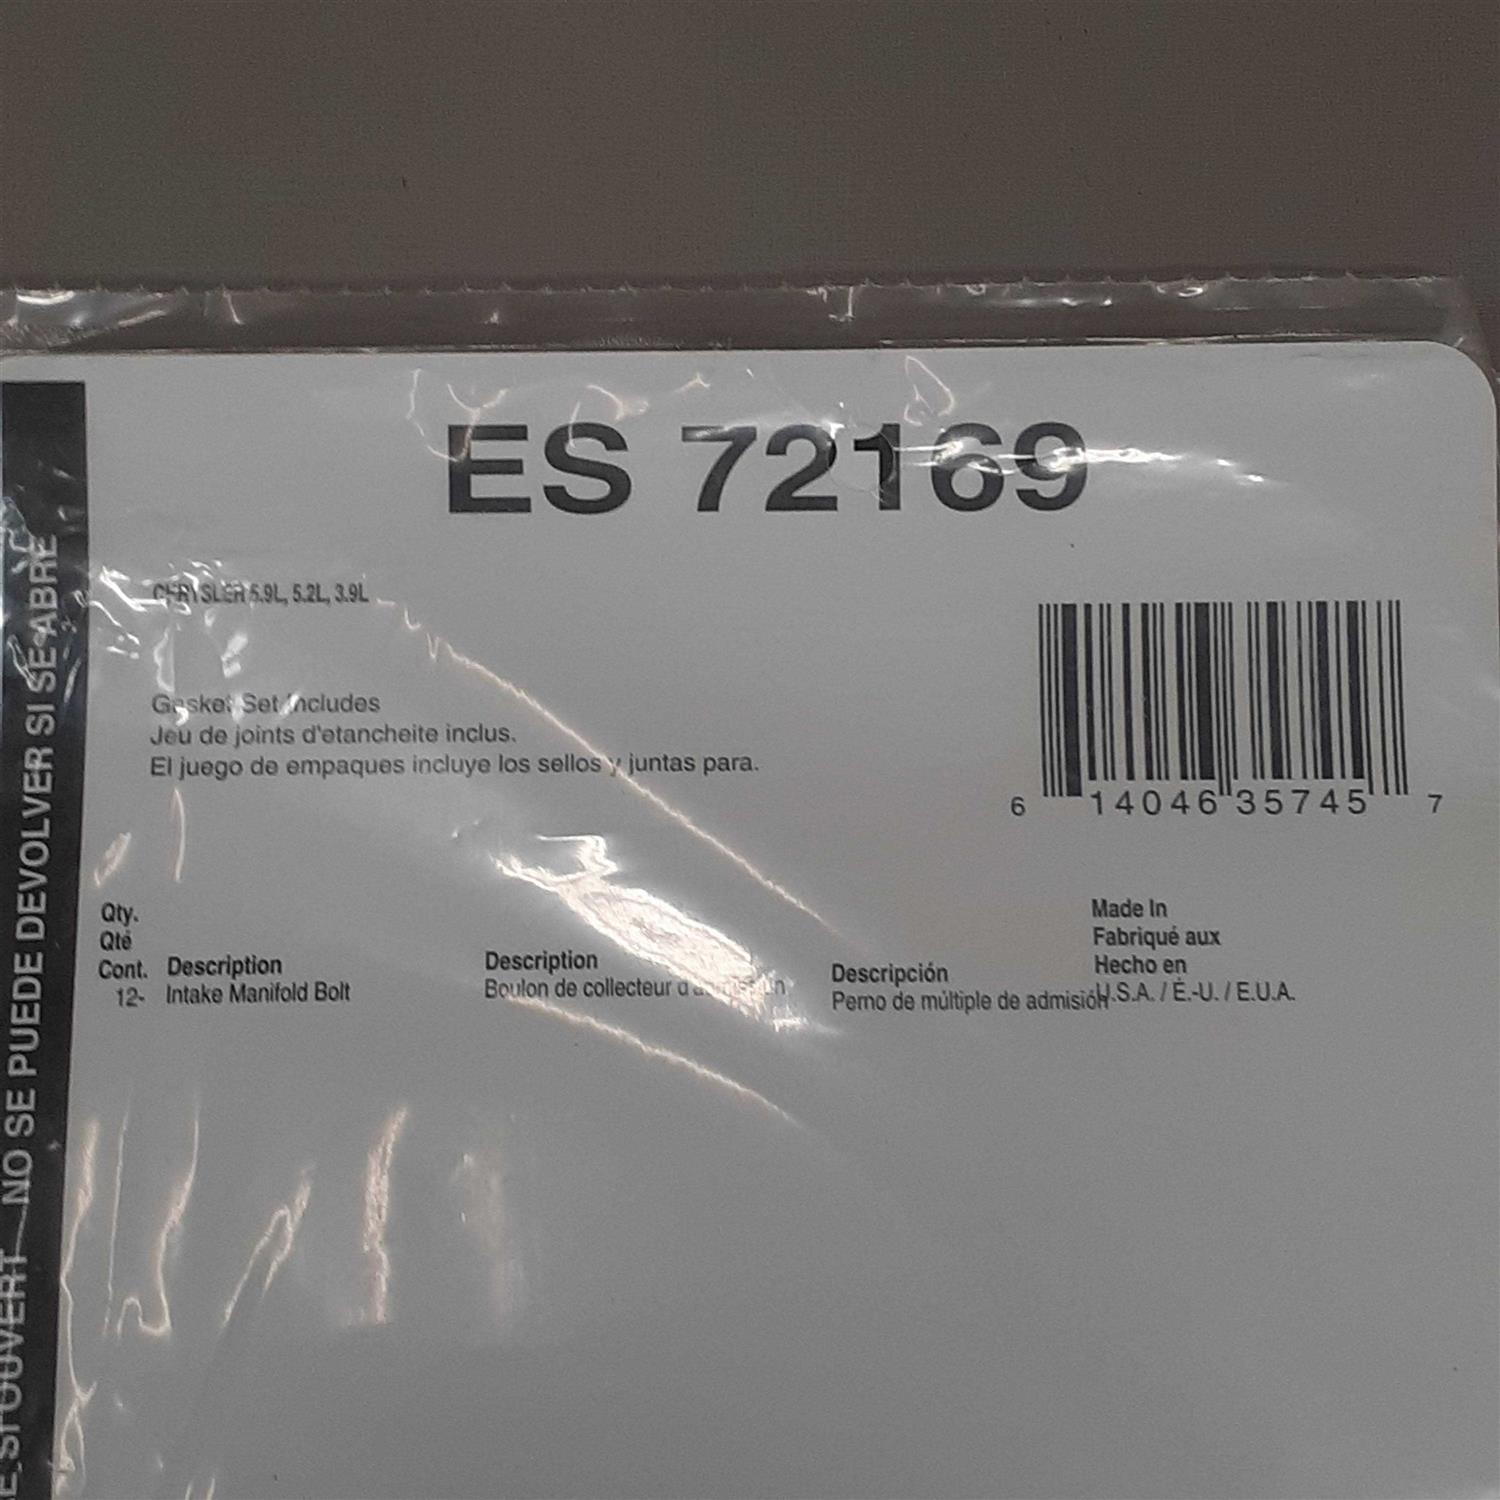 ES 72169
CHRYSLER 5.9L, 5.2L, 3.9L
Gasket Set Includes
Jeu de joints d'etancheite inclus.
El juego de empaques incluye los sellos y juntas para.
6 14046 35745 7
Qty.
Qté
Cont. Description
12- Intake Manifold Bolt
Description
Boulon de collecteur
Descripción
Perno de múltiple de admisión
Made In
Fabriqué aux
Hecho en
U.S.A. / É.-U. / E.U.A.
OUVERT — NO SE PUEDE DEVOLVER SI SE ABRE